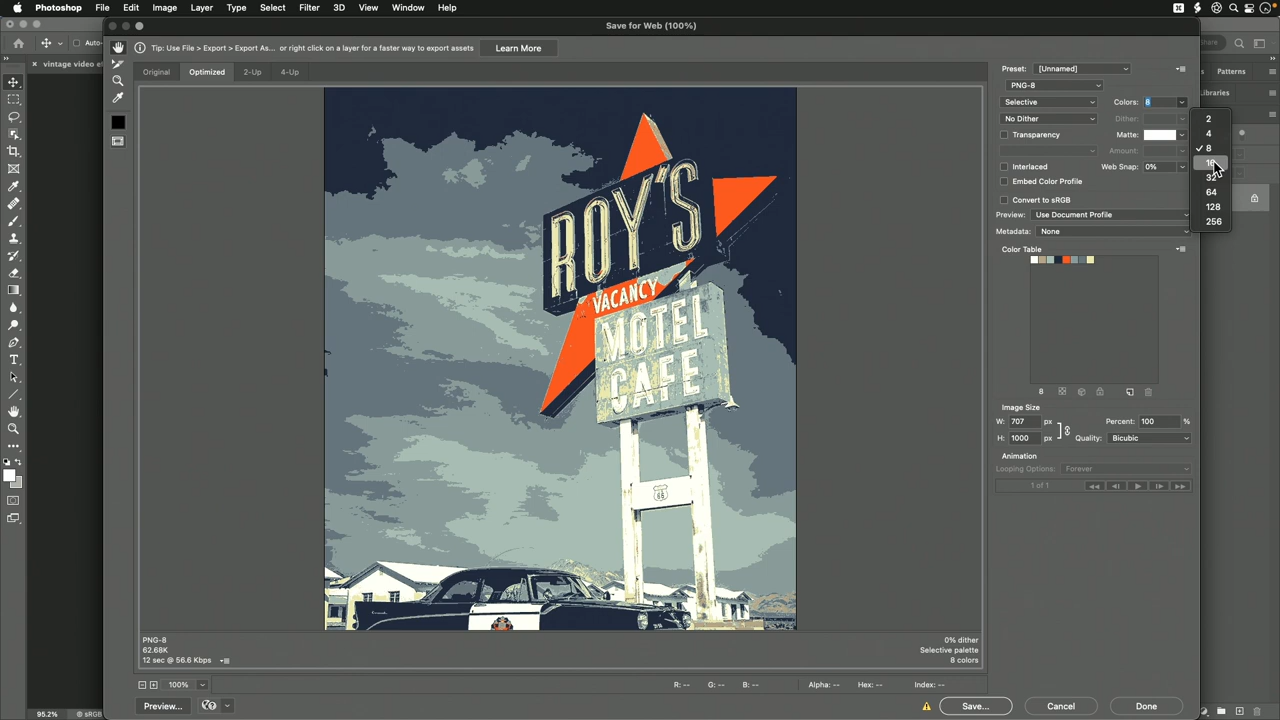 Photoshop File Edit Image Layer Type Select Filter 3D View Window Help
Save for Web (100%)
Auto-
hare
Tip: Use File > Export > Export As... or right click on a layer for a faster way to export assets Learn More
vintage video ef
Original Optimized 2-Up 4-Up
Preset: [Unnamed]
s Patterns
PNG-8
ibraries
Selective Colors: 8
No Dither Dither:
2
Transparency Matte:
4
Amount:
8
Interlaced Web Snap: 0%
16
Embed Color Profile
32
Convert to sRGB
64
Preview: Use Document Profile
128
Metadata: None
256
Color Table
ROY'S
VACANCY
MOTEL
CAFE
66
8
Image Size
W: 707 px Percent: 100 %
H: 1000 px Quality: Bicubic
Animation
Looping Options: Forever
1 of 1
PNG-8
62.68K
12 sec @ 56.6 Kbps
0% dither
Selective palette
8 colors
100% R: -- G: -- B: -- Alpha: -- Hex: -- Index: --
Preview... Save... Cancel Done
95.2% sRGB